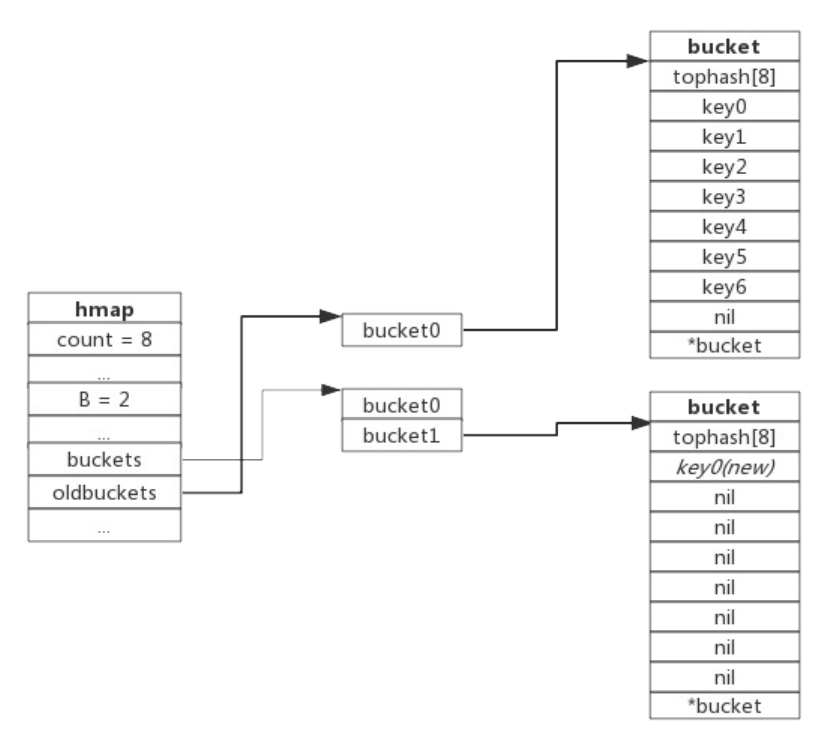 hmap
count = 8
...
B = 2
...
buckets
oldbuckets
...
bucket0
bucket0
bucket1
bucket
tophash[8]
key0
key1
key2
key3
key4
key5
key6
nil
*bucket
bucket
tophash[8]
key0(new)
nil
nil
nil
nil
nil
nil
nil
*bucket